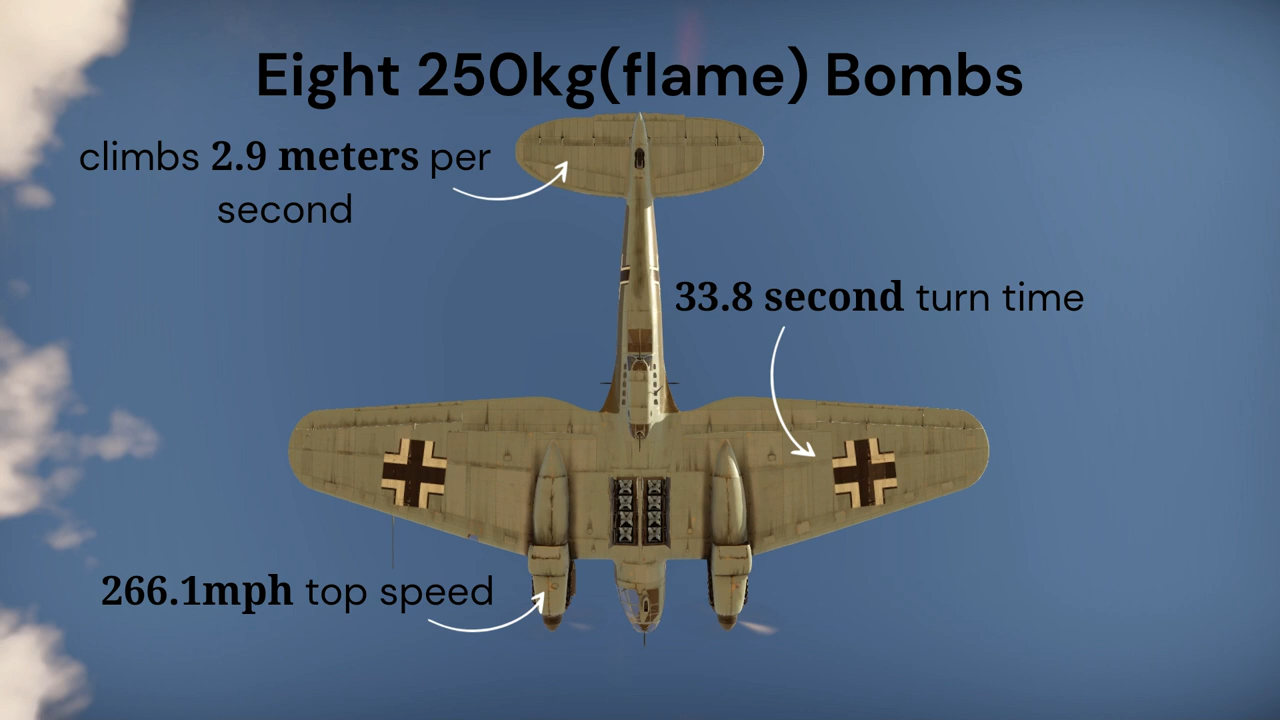 Eight 250kg(flame) Bombs
climbs 2.9 meters per
second
33.8 second turn time
266.1mph top speed